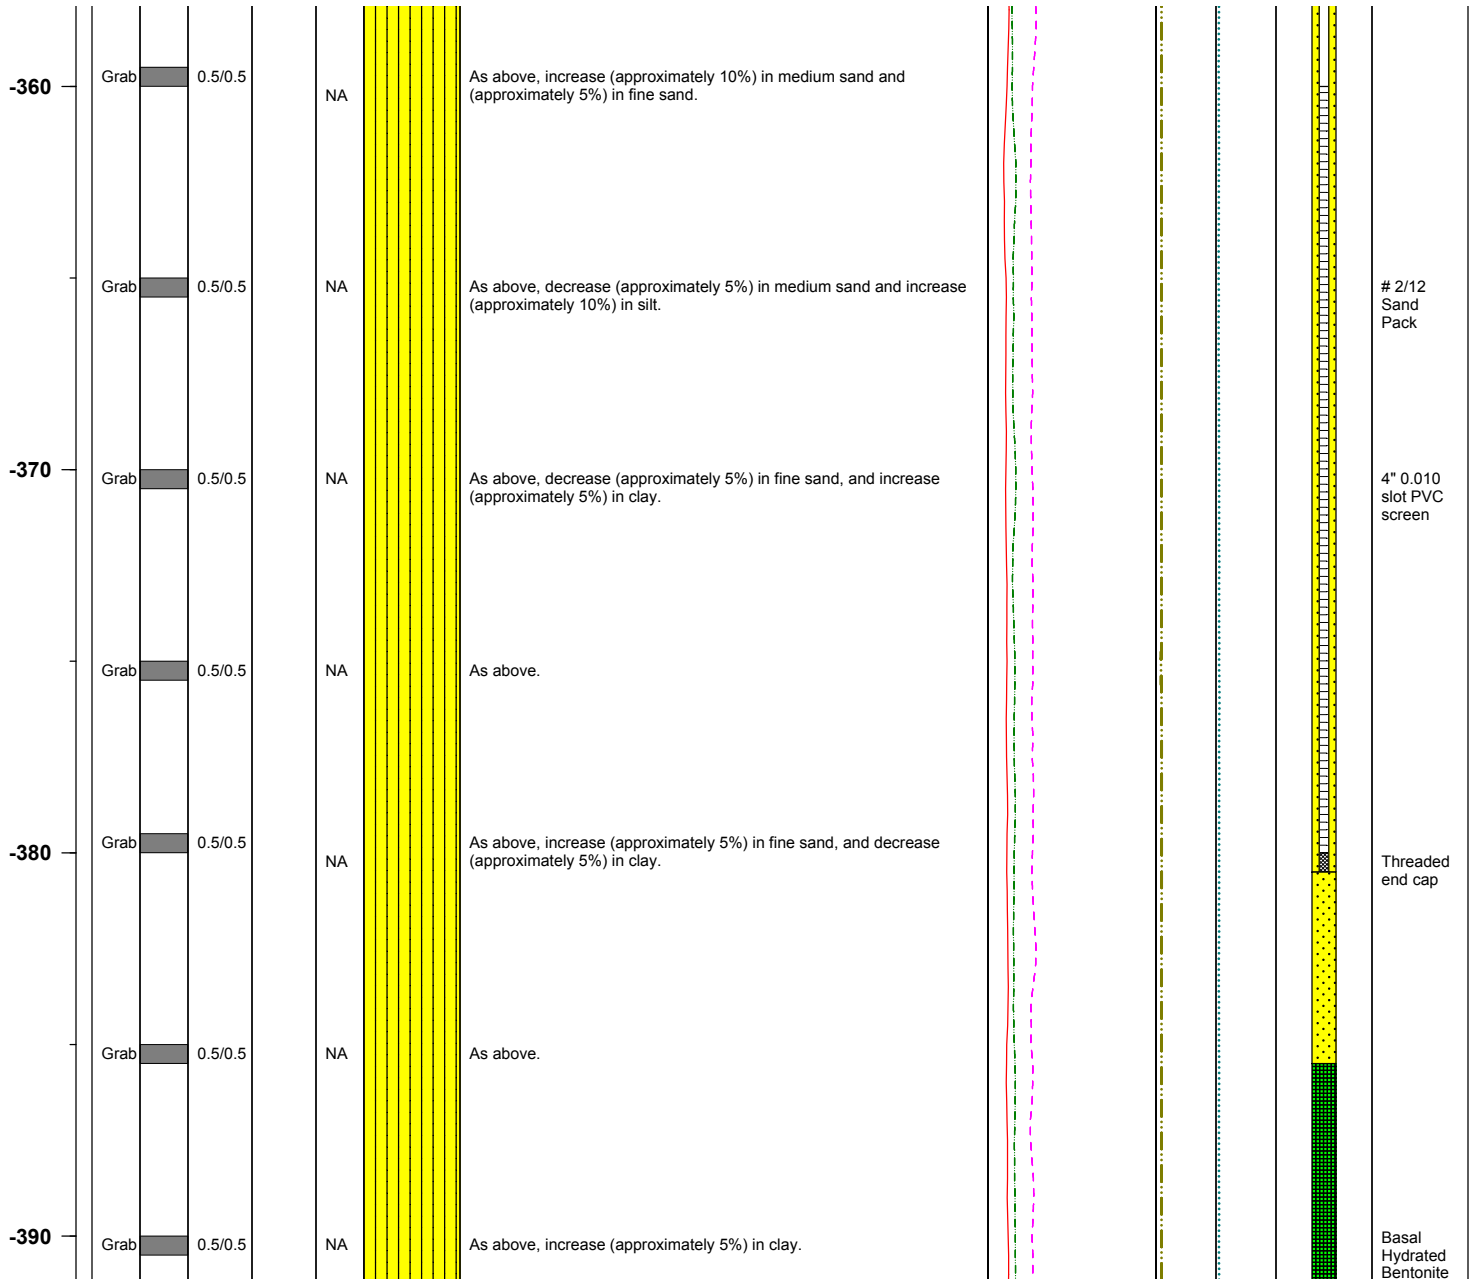 -360
Grab
0.5/0.5
NA
As above, increase (approximately 10%) in medium sand and
(approximately 5%) in fine sand.
Grab
0.5/0.5
NA
As above, decrease (approximately 5%) in medium sand and increase
(approximately 10%) in silt.
# 2/12
Sand
Pack
-370
Grab
0.5/0.5
NA
As above, decrease (approximately 5%) in fine sand, and increase
(approximately 5%) in clay.
4" 0.010
slot PVC
screen
Grab
0.5/0.5
NA
As above.
-380
Grab
0.5/0.5
NA
As above, increase (approximately 5%) in fine sand, and decrease
(approximately 5%) in clay.
Threaded
end cap
Grab
0.5/0.5
NA
As above.
-390
Grab
0.5/0.5
NA
As above, increase (approximately 5%) in clay.
Basal
Hydrated
Bentonite